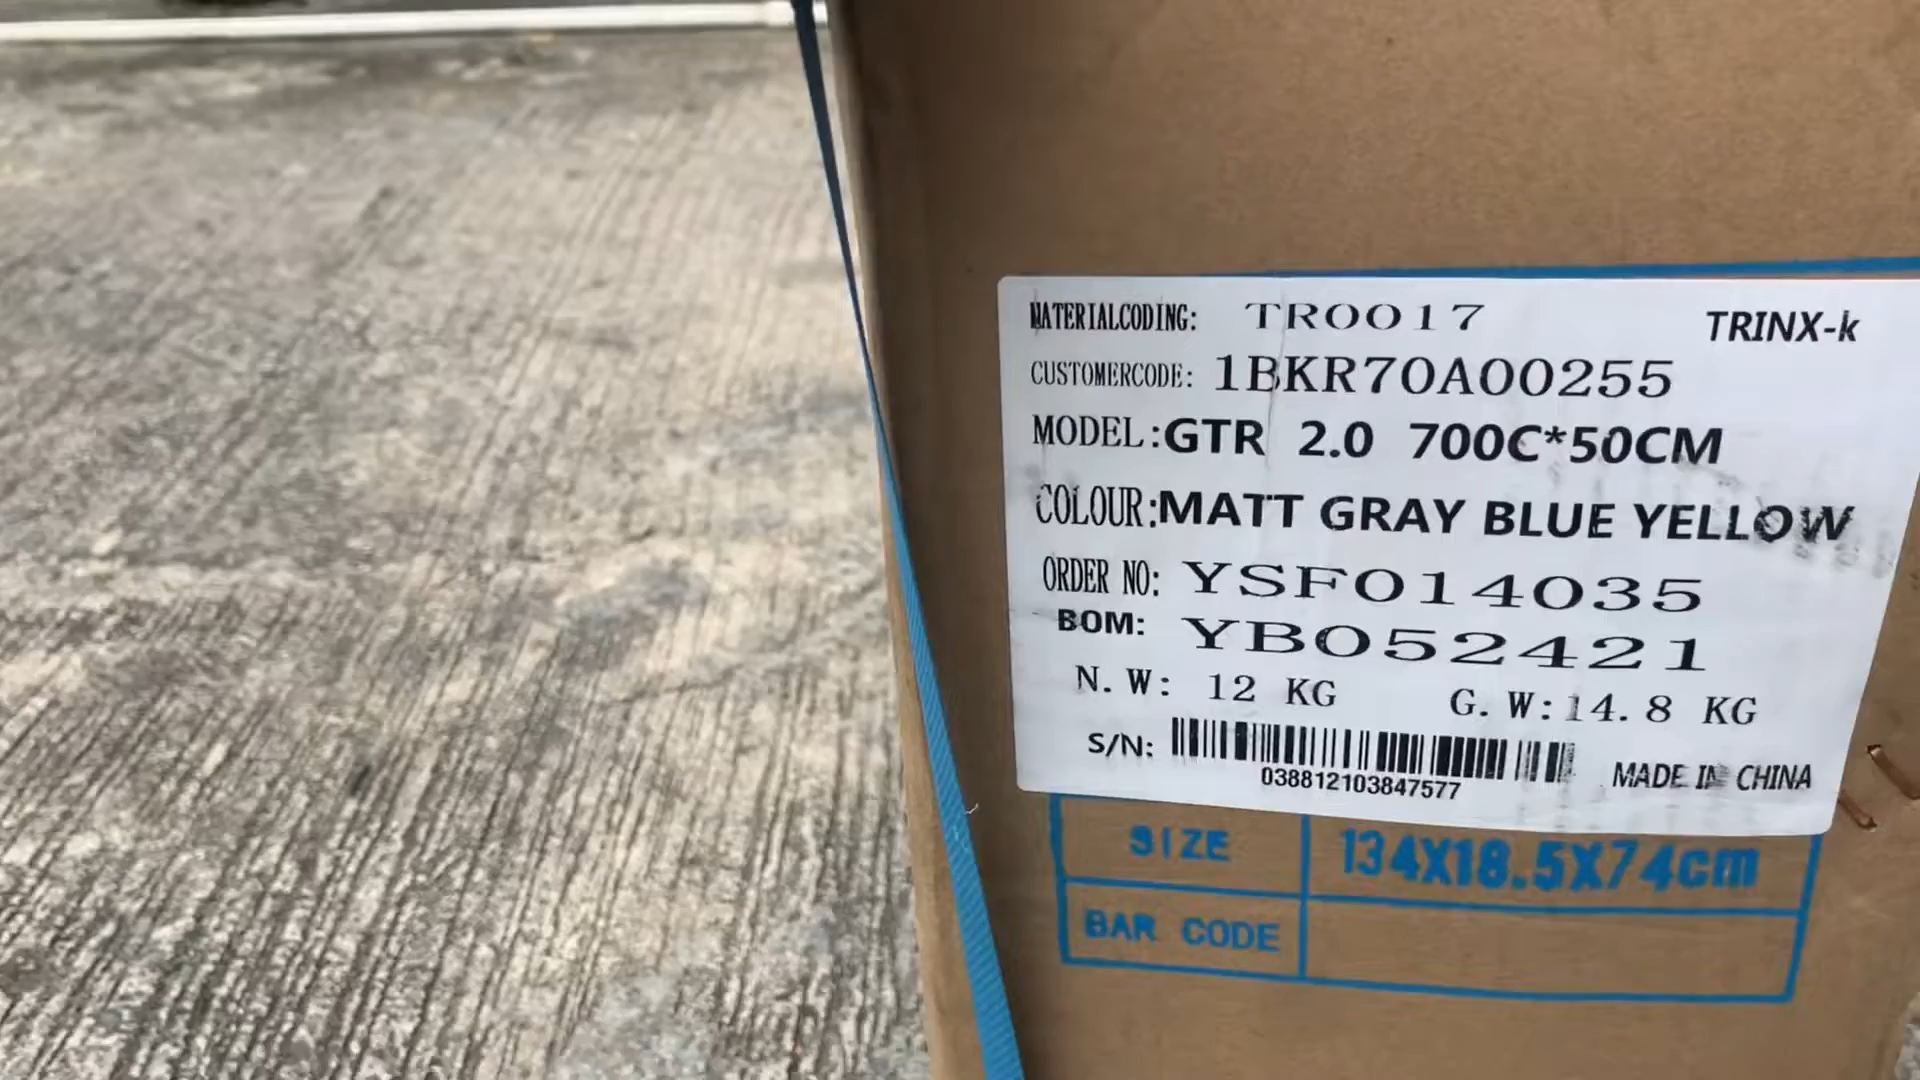 MATERIALCODING: TR0017 TRINX-k
CUSTOMERCODE: 1BKR70A00255
MODEL:GTR 2.0 700C*50CM
COLOUR:MATT GRAY BLUE YELLOW
ORDER NO: YSF014035
BOM: YB052421
N.W: 12 KG G.W:14.8 KG
S/N: MADE IN CHINA
038812103847577
SIZE 134X18.5X74cm
BAR CODE